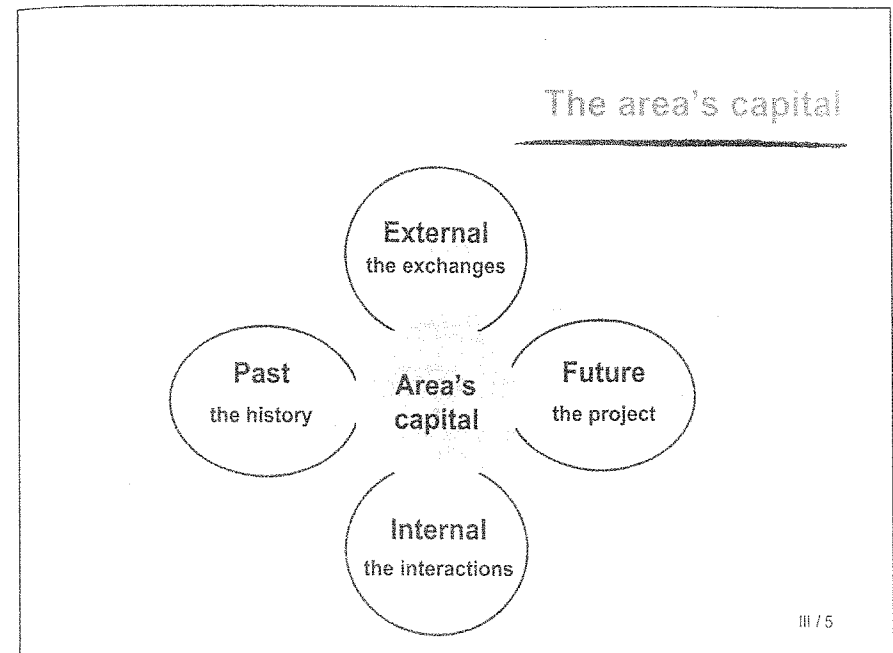 The area's capital
External
the exchanges
Past
the history
Area's
capital
Future
the project
Internal
the interactions
III / 5